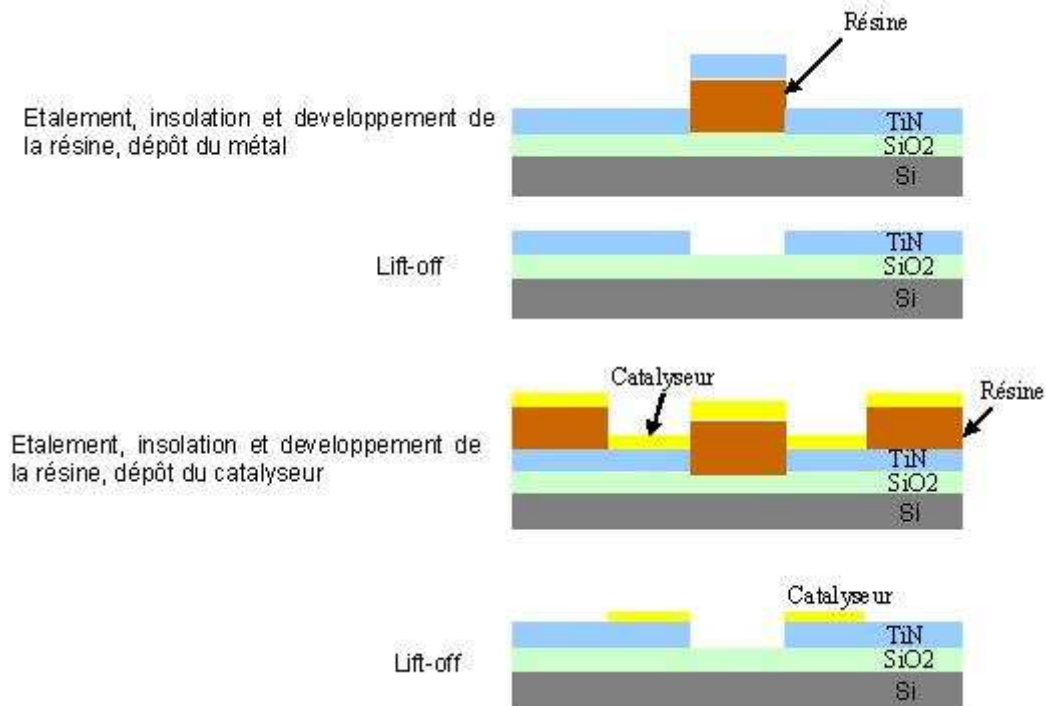 Résine
Etalement, insolation et developpement de
la résine, dépôt du métal
TiN
SiO2
Si
Lift-off
TiN
SiO2
Si
Catalyseur
Résine
Etalement, insolation et developpement de
la résine, dépôt du catalyseur
TiN
SiO2
Si
Catalyseur
Lift-off
TiN
SiO2
Si